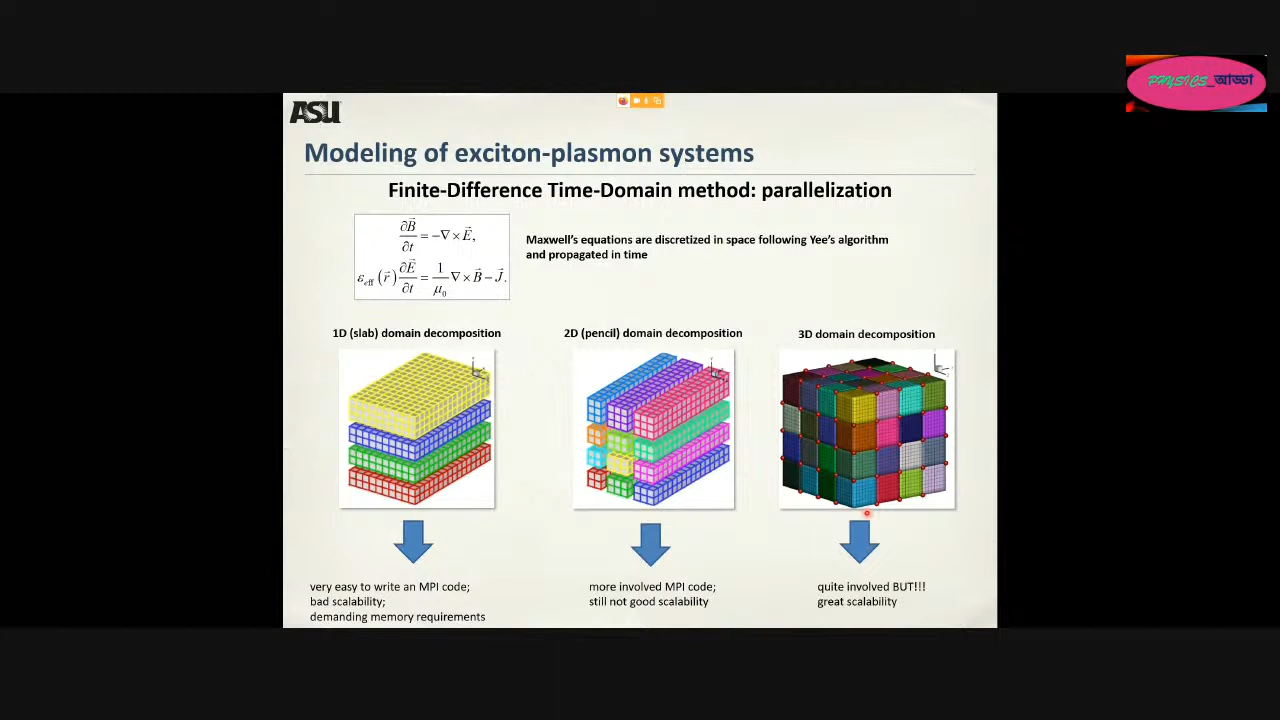 PHYSICS_আড্ডা
ASU
Modeling of exciton-plasmon systems
Finite-Difference Time-Domain method: parallelization
∂B⃗/∂t = −∇×E⃗,
ε_eff(r⃗) ∂E⃗/∂t = 1/μ₀ ∇×B⃗ − J⃗.
Maxwell's equations are discretized in space following Yee's algorithm
and propagated in time
1D (slab) domain decomposition
2D (pencil) domain decomposition
3D domain decomposition
very easy to write an MPI code;
bad scalability;
demanding memory requirements
more involved MPI code;
still not good scalability
quite involved BUT!!!
great scalability